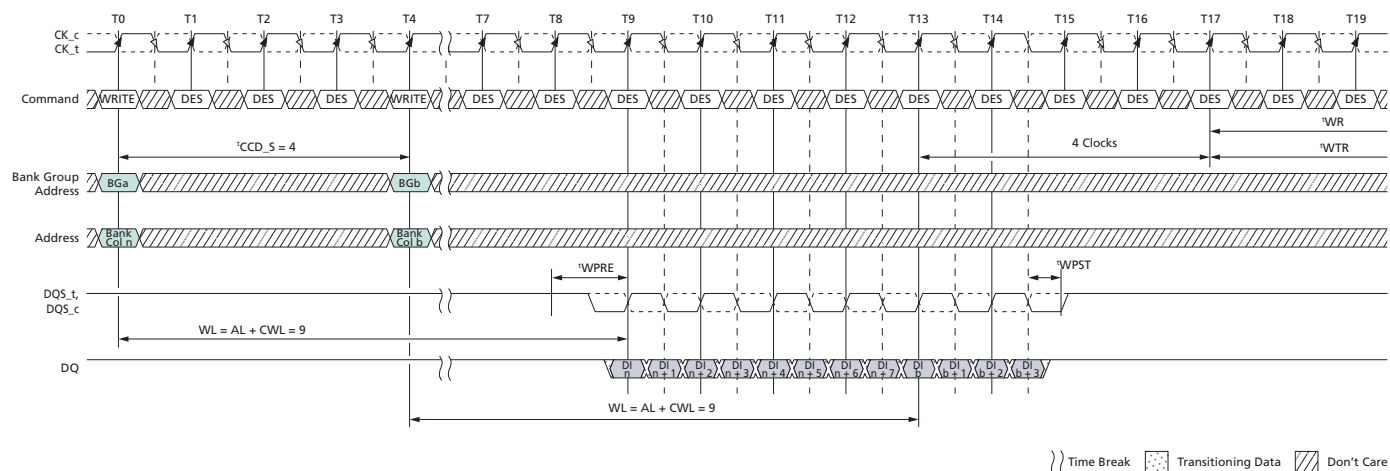 T0 T1 T2 T3 T4 T7 T8 T9 T10 T11 T12 T13 T14 T15 T16 T17 T18 T19
CK_c
CK_t
Command WRITE DES DES DES WRITE DES DES DES DES DES DES DES DES DES DES DES DES DES
tWR
tCCD_S = 4 4 Clocks tWTR
Bank Group
Address BGa BGb
Address Bank
Col n Bank
Col b
tWPRE tWPST
DQS_t,
DQS_c
WL = AL + CWL = 9
DQ DI
n DI
n + 1 DI
n + 2 DI
n + 3 DI
n + 4 DI
n + 5 DI
n + 6 DI
n + 7 DI
b DI
b + 1 DI
b + 2 DI
b + 3
WL = AL + CWL = 9
Time Break Transitioning Data Don't Care